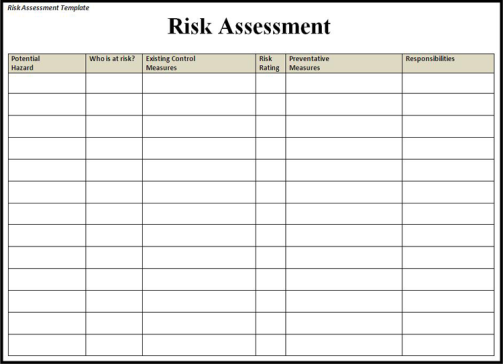 Risk Assessment Template
Risk Assessment
Potential Hazard
Who is at risk?
Existing Control Measures
Risk Rating
Preventative Measures
Responsibilities